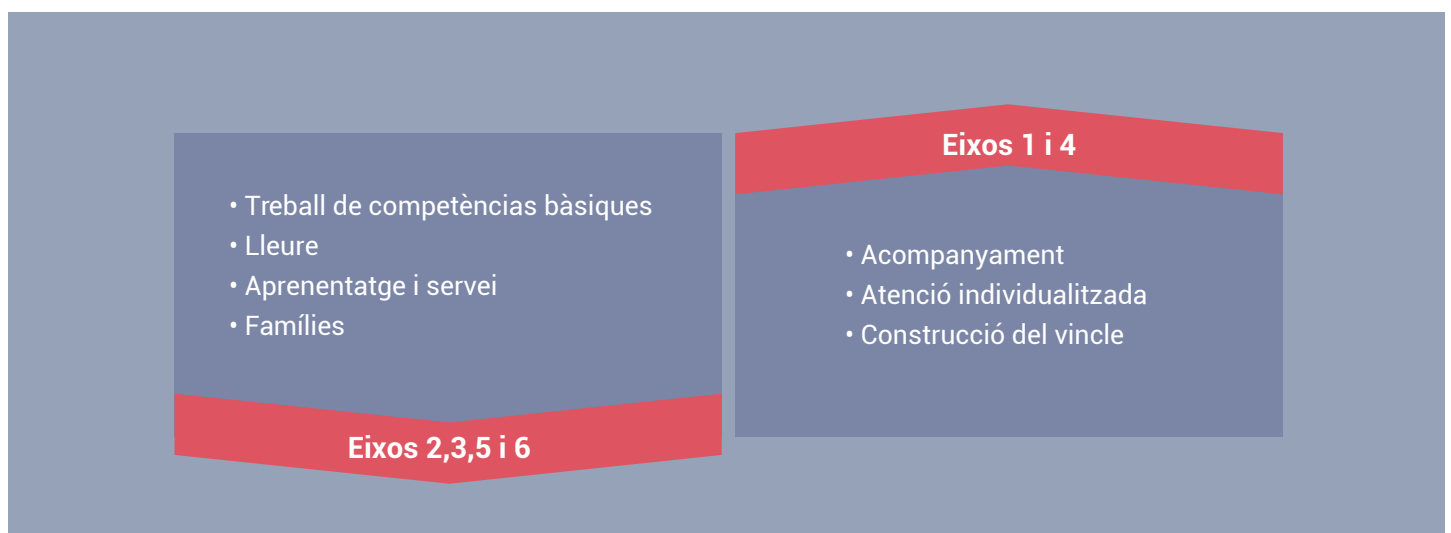 • Treball de competències bàsiques
• Lleure
• Aprenentatge i servei
• Famílies
Eixos 2,3,5 i 6
Eixos 1 i 4
• Acompanyament
• Atenció individualitzada
• Construcció del vincle